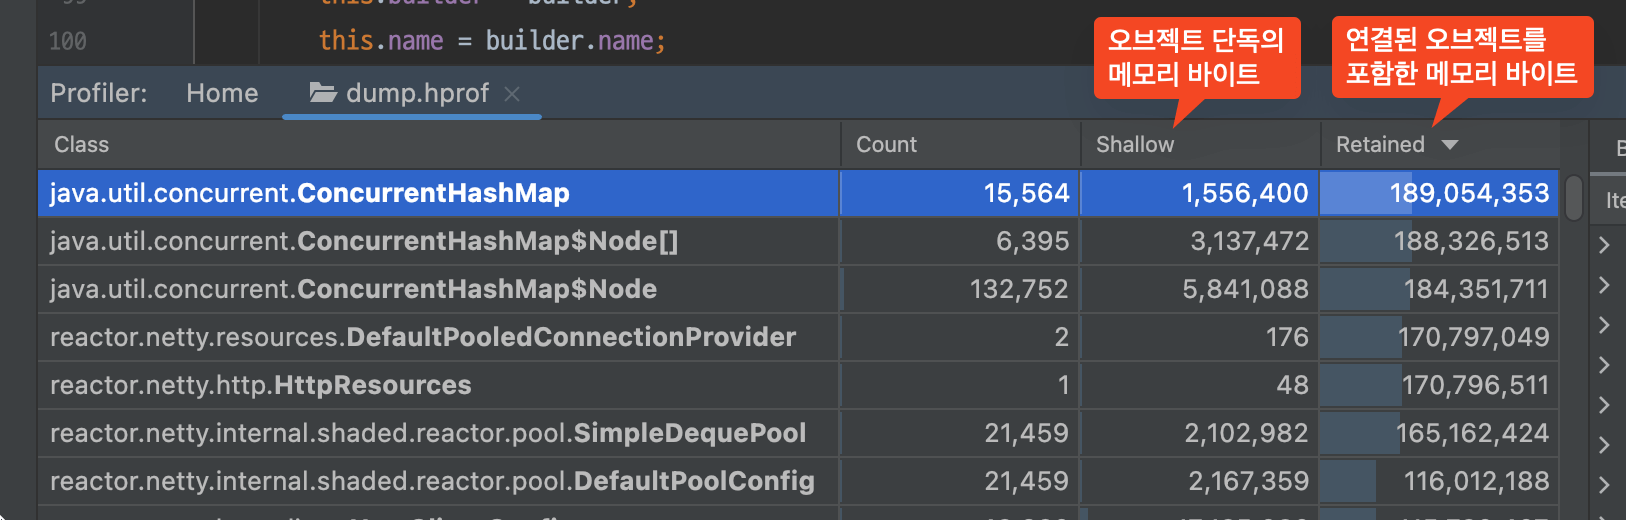 100 this.name = builder.name;
오브젝트 단독의
메모리 바이트
연결된 오브젝트를
포함한 메모리 바이트
Profiler: Home dump.hprof ×
Class Count Shallow Retained
java.util.concurrent.ConcurrentHashMap 15,564 1,556,400 189,054,353
java.util.concurrent.ConcurrentHashMap$Node[] 6,395 3,137,472 188,326,513
java.util.concurrent.ConcurrentHashMap$Node 132,752 5,841,088 184,351,711
reactor.netty.resources.DefaultPooledConnectionProvider 2 176 170,797,049
reactor.netty.http.HttpResources 1 48 170,796,511
reactor.netty.internal.shaded.reactor.pool.SimpleDequePool 21,459 2,102,982 165,162,424
reactor.netty.internal.shaded.reactor.pool.DefaultPoolConfig 21,459 2,167,359 116,012,188